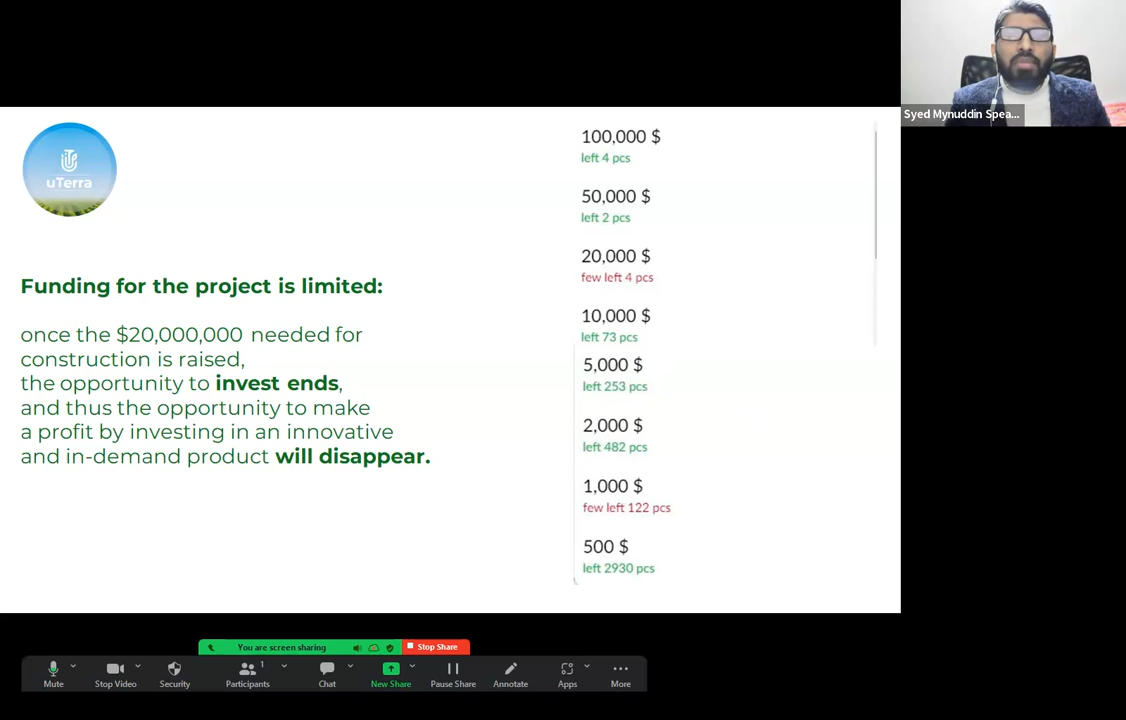 Syed Mynuddin Spea...
uTerra
Funding for the project is limited:
once the $20,000,000 needed for
construction is raised,
the opportunity to invest ends,
and thus the opportunity to make
a profit by investing in an innovative
and in-demand product will disappear.
100,000 $
left 4 pcs
50,000 $
left 2 pcs
20,000 $
few left 4 pcs
10,000 $
left 73 pcs
5,000 $
left 253 pcs
2,000 $
left 482 pcs
1,000 $
few left 122 pcs
500 $
left 2930 pcs
You are screen sharing
Stop Share
Mute
Stop Video
Security
1
Participants
Chat
New Share
Pause Share
Annotate
Apps
More